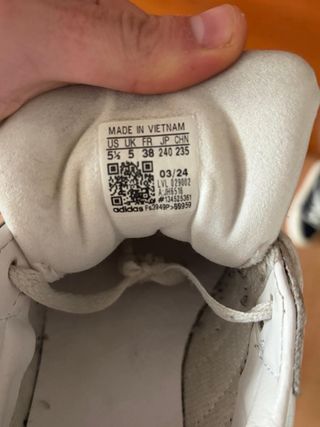 MADE IN VIETNAM
US UK FR JP CHN
5½ 5 38 240 235
03/24
LVL 029002
#134525361
adidas